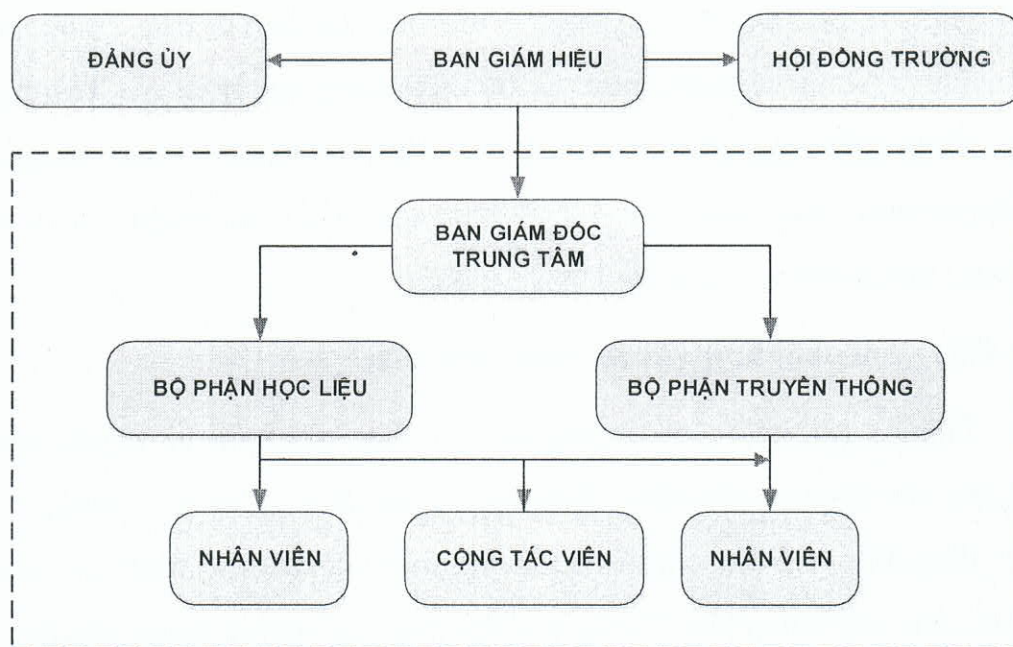 ĐẢNG ỦY
BAN GIÁM HIỆU
HỘI ĐỒNG TRƯỜNG
BAN GIÁM ĐỐC
TRUNG TÂM
BỘ PHẬN HỌC LIỆU
BỘ PHẬN TRUYỀN THÔNG
NHÂN VIÊN
CỘNG TÁC VIÊN
NHÂN VIÊN